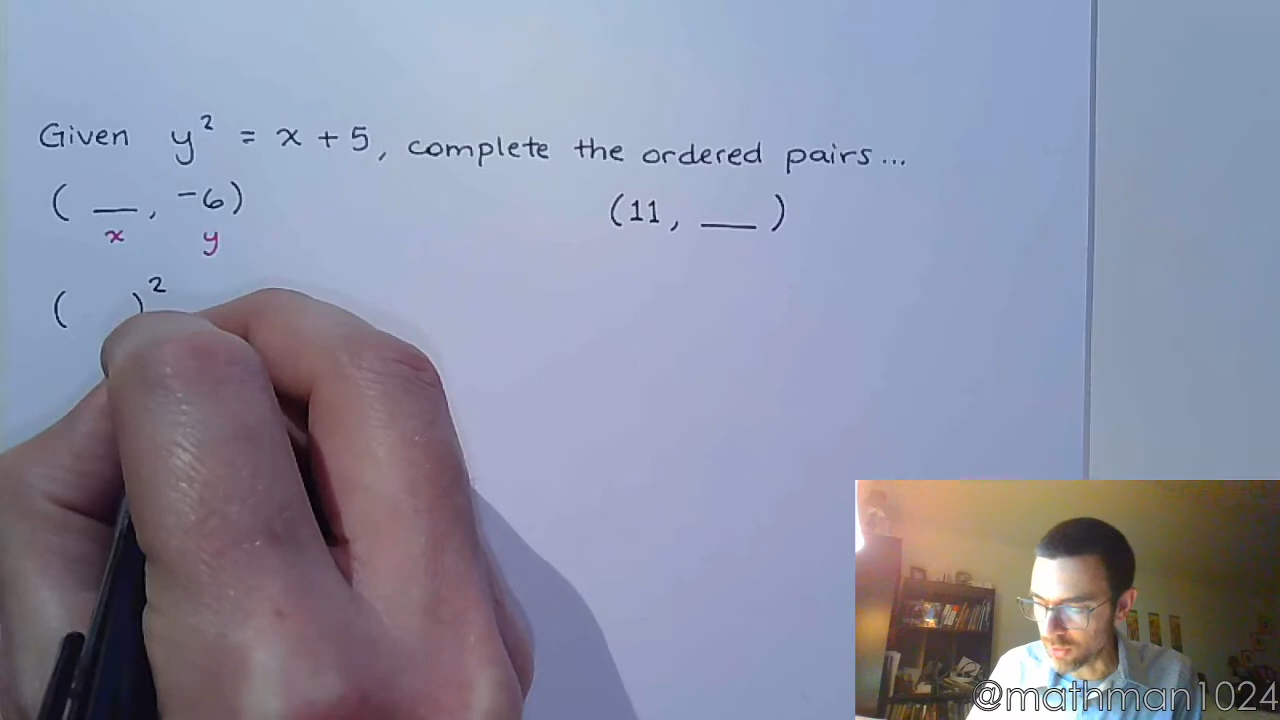 Given y² = x + 5, complete the ordered pairs...
( __, -6) (11, __ )
x y
( )²
@mathman1024